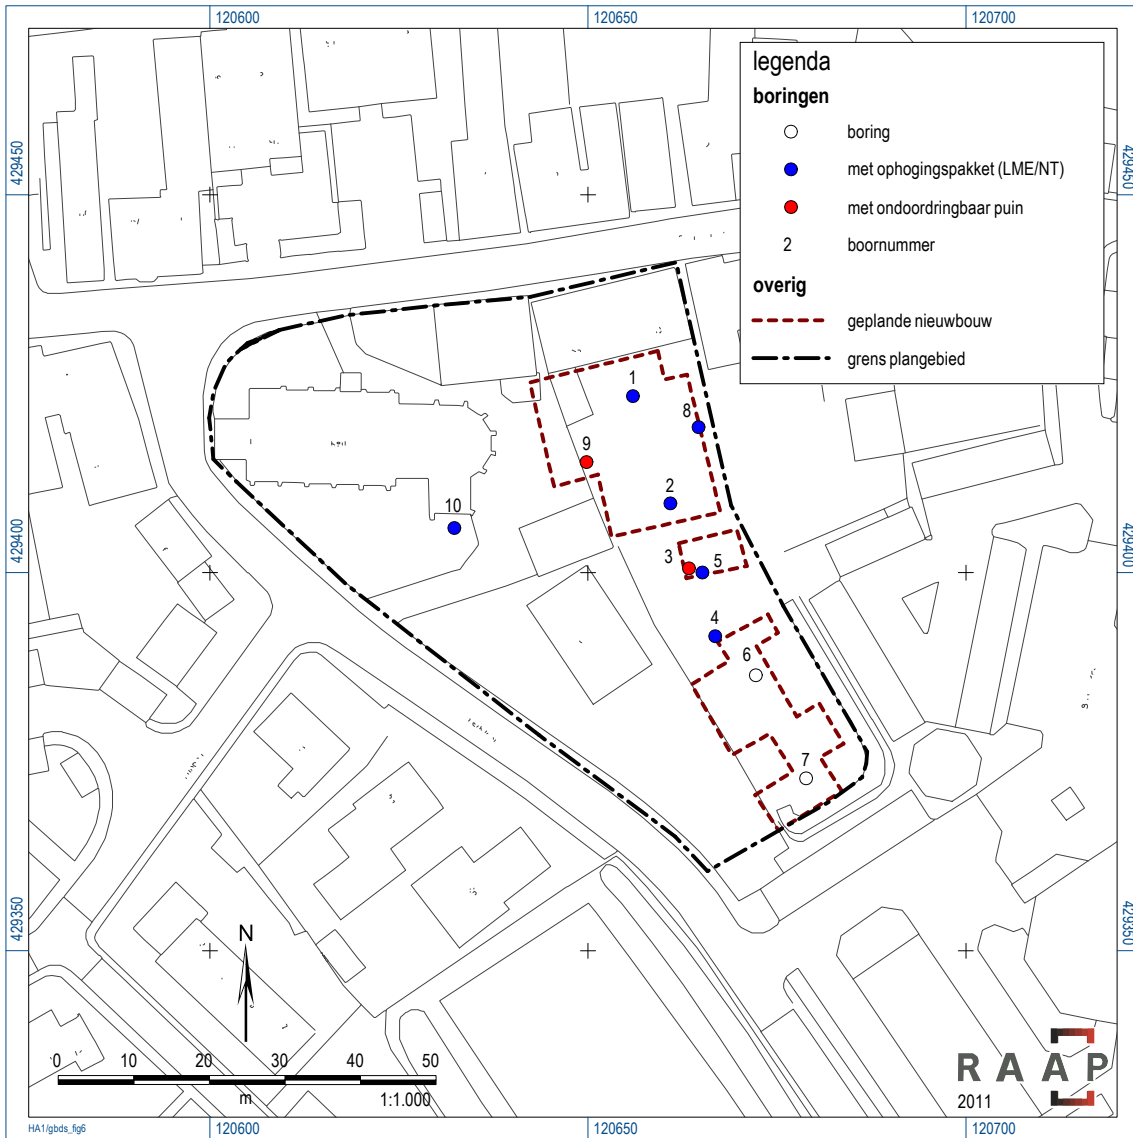 120600
120650
120700
429450
429450
legenda
boringen
boring
met ophogingspakket (LME/NT)
met ondoordringbaar puin
2 boornummer
overig
geplande nieuwbouw
grens plangebied
1
8
9
2
10
3
5
4
6
7
429400
429400
429350
429350
N
0 10 20 30 40 50
m
1:1.000
RAAP
2011
HA1/gbds_fig6
120600
120650
120700